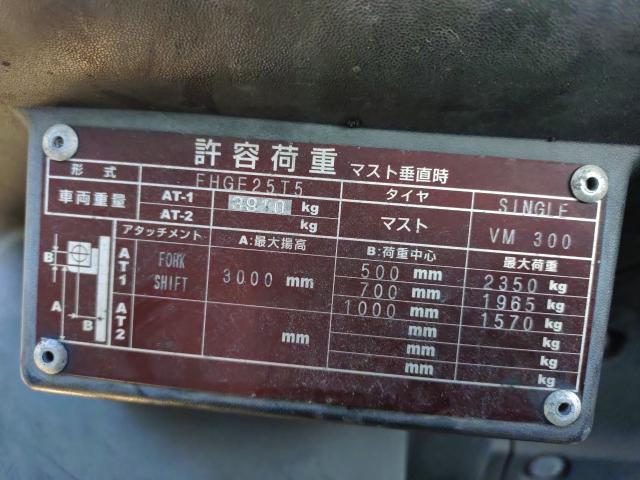 許容荷重 マスト垂直時
形式 FHGE25T5 タイヤ SINGLE
車両重量 AT-1 3910 kg マスト VM 300
AT-2
アタッチメント A:最大揚高 B:荷重中心 最大荷重
AT1 FORK SHIFT 3000 mm 500 mm 2350 kg
700 mm 1965 kg
1000 mm 1570 kg
AT2 mm mm kg
mm kg
mm kg
B
A
B